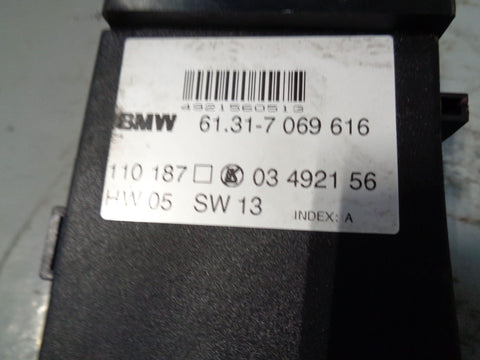 4921560513
BMW 61.31-7 069 616
110 187 03 4921 56
HW 05 SW 13 INDEX: A